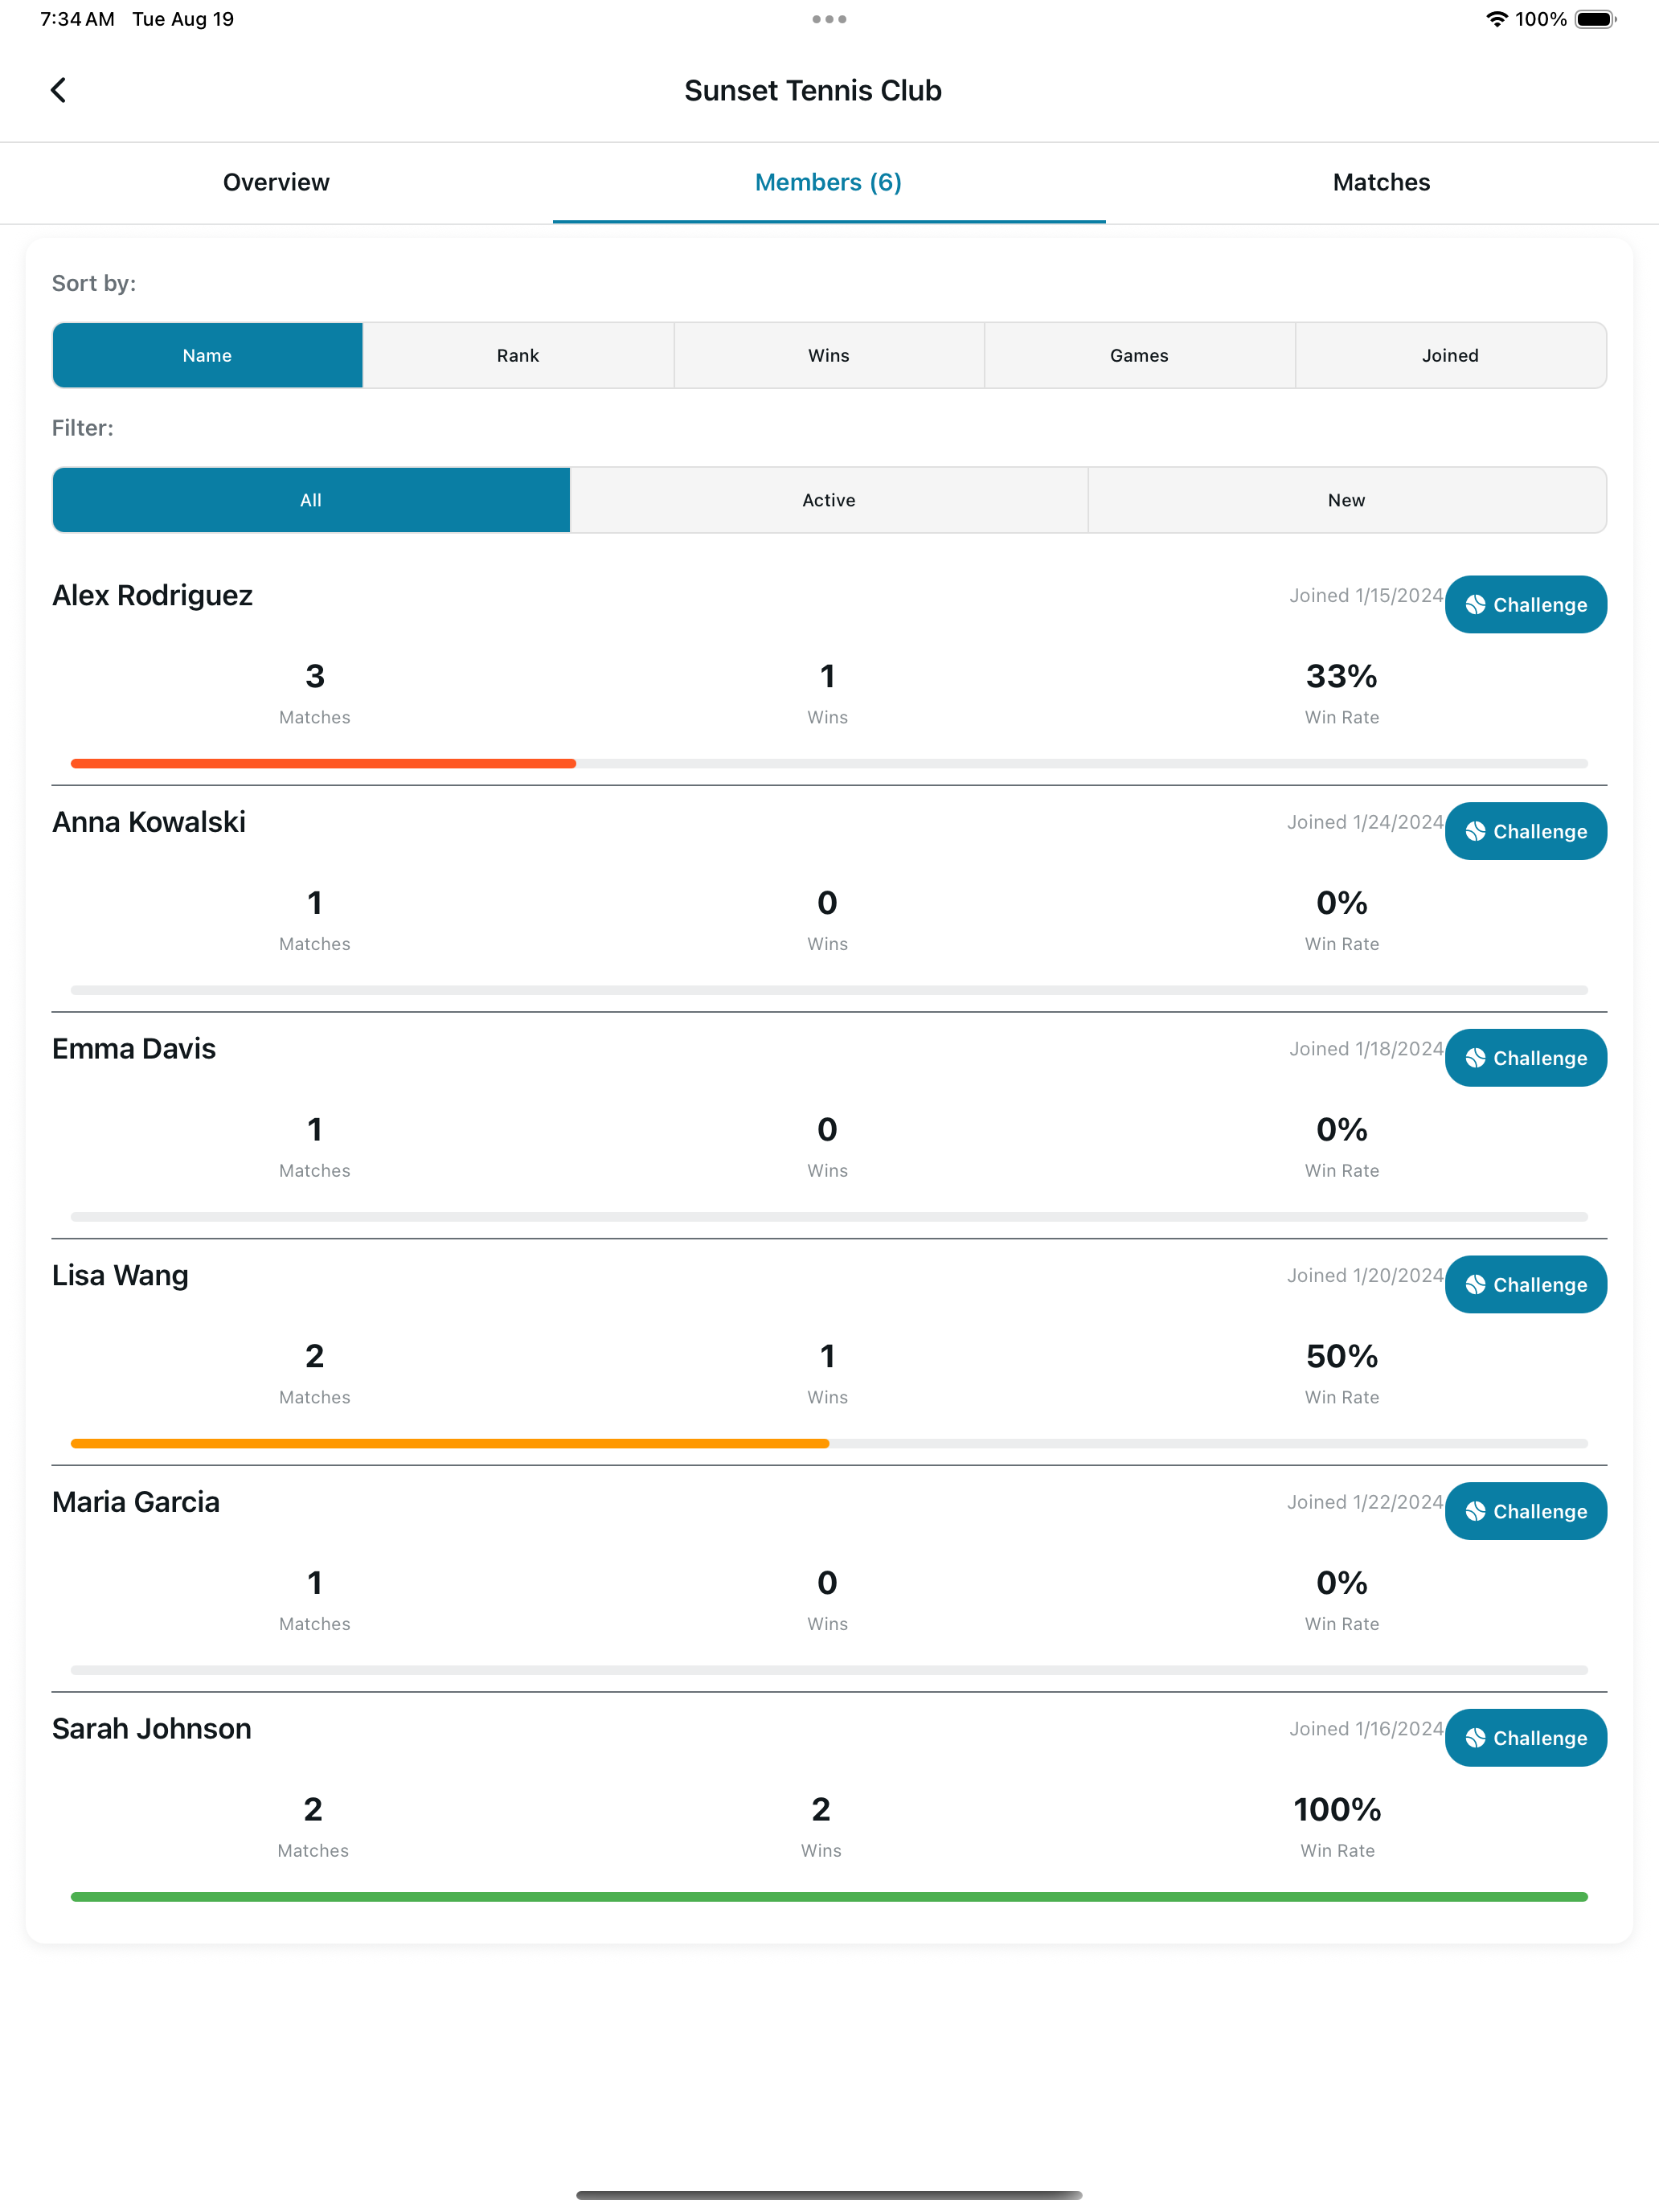 7:34 AM Tue Aug 19
100%
Sunset Tennis Club
Overview Members (6) Matches
Sort by:
Name Rank Wins Games Joined
Filter:
All Active New
Alex Rodriguez Joined 1/15/2024 Challenge
3 1 33%
Matches Wins Win Rate
Anna Kowalski Joined 1/24/2024 Challenge
1 0 0%
Matches Wins Win Rate
Emma Davis Joined 1/18/2024 Challenge
1 0 0%
Matches Wins Win Rate
Lisa Wang Joined 1/20/2024 Challenge
2 1 50%
Matches Wins Win Rate
Maria Garcia Joined 1/22/2024 Challenge
1 0 0%
Matches Wins Win Rate
Sarah Johnson Joined 1/16/2024 Challenge
2 2 100%
Matches Wins Win Rate